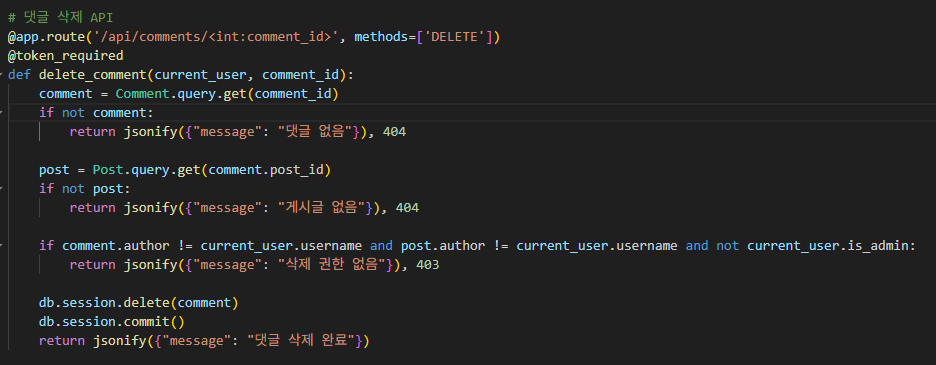 # 댓글 삭제 API
@app.route('/api/comments/<int:comment_id>', methods=['DELETE'])
@token_required
def delete_comment(current_user, comment_id):
    comment = Comment.query.get(comment_id)
    if not comment:
        return jsonify({"message": "댓글 없음"}), 404

    post = Post.query.get(comment.post_id)
    if not post:
        return jsonify({"message": "게시글 없음"}), 404

    if comment.author != current_user.username and post.author != current_user.username and not current_user.is_admin:
        return jsonify({"message": "삭제 권한 없음"}), 403

    db.session.delete(comment)
    db.session.commit()
    return jsonify({"message": "댓글 삭제 완료"})